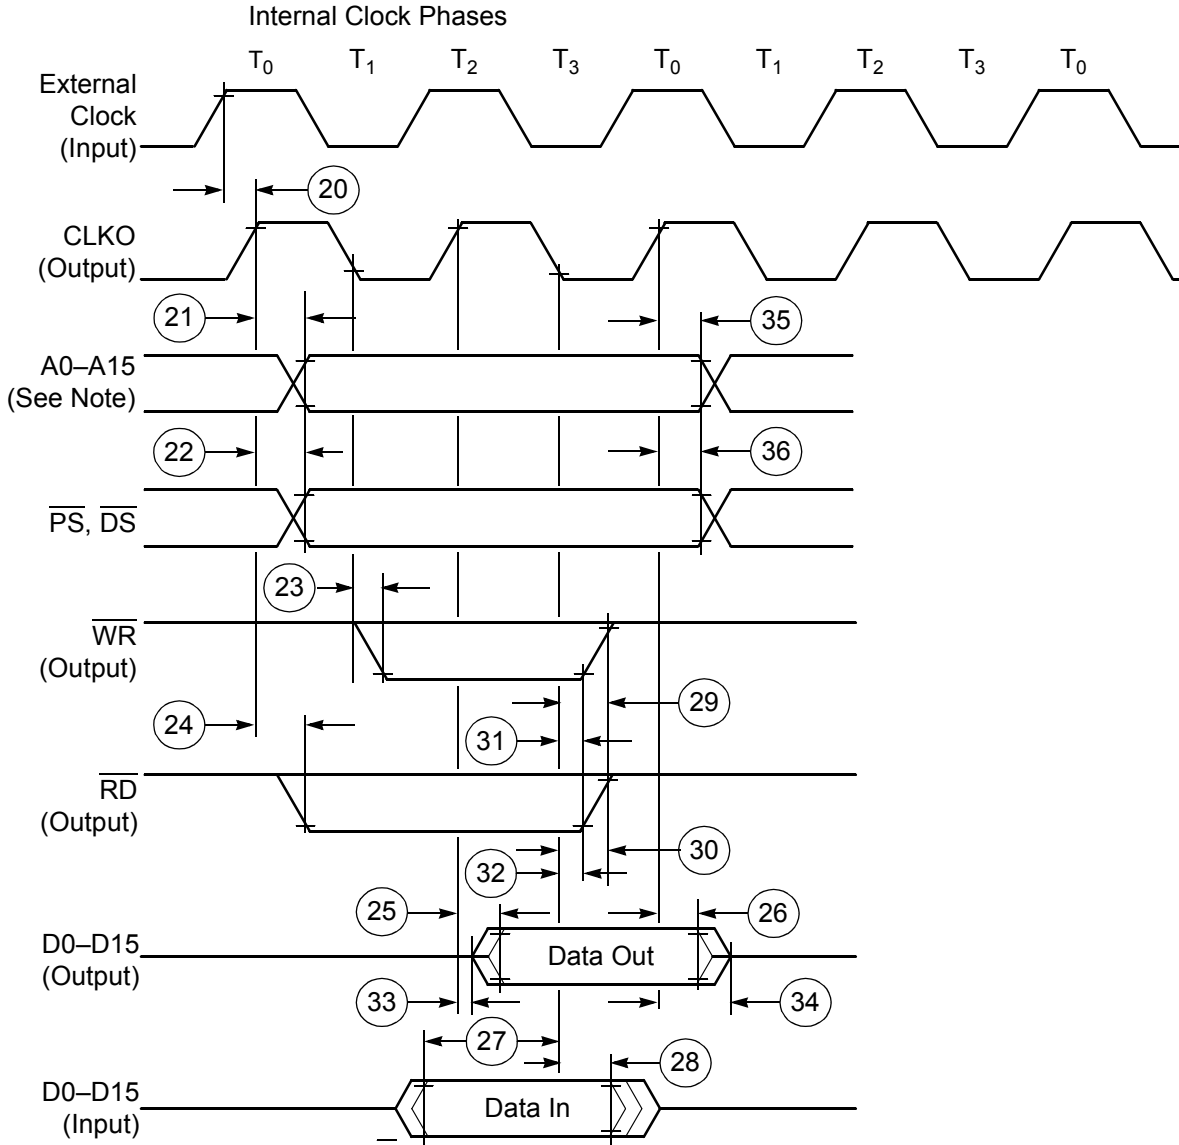 Internal Clock Phases
T0 T1 T2 T3 T0 T1 T2 T3 T0
External
Clock
(Input)
20
CLKO
(Output)
21
35
A0–A15
(See Note)
22
36
PS, DS
23
WR
(Output)
29
24
31
RD
(Output)
30
32
25
26
D0–D15
(Output)
Data Out
33
34
27
28
D0–D15
(Input)
Data In